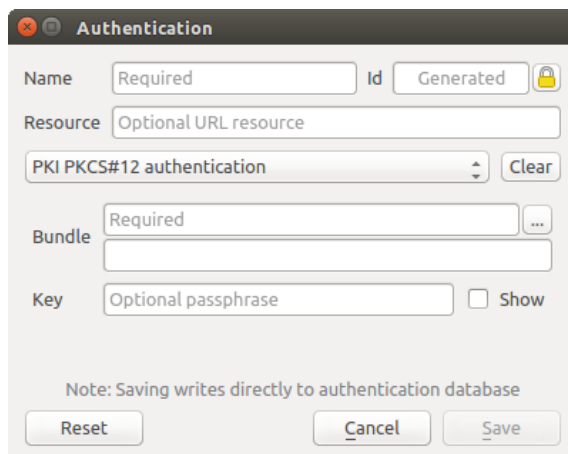 Authentication
Name Required Id Generated
Resource Optional URL resource
PKI PKCS#12 authentication Clear
Required ...
Bundle
Key Optional passphrase Show
Note: Saving writes directly to authentication database
Reset Cancel Save